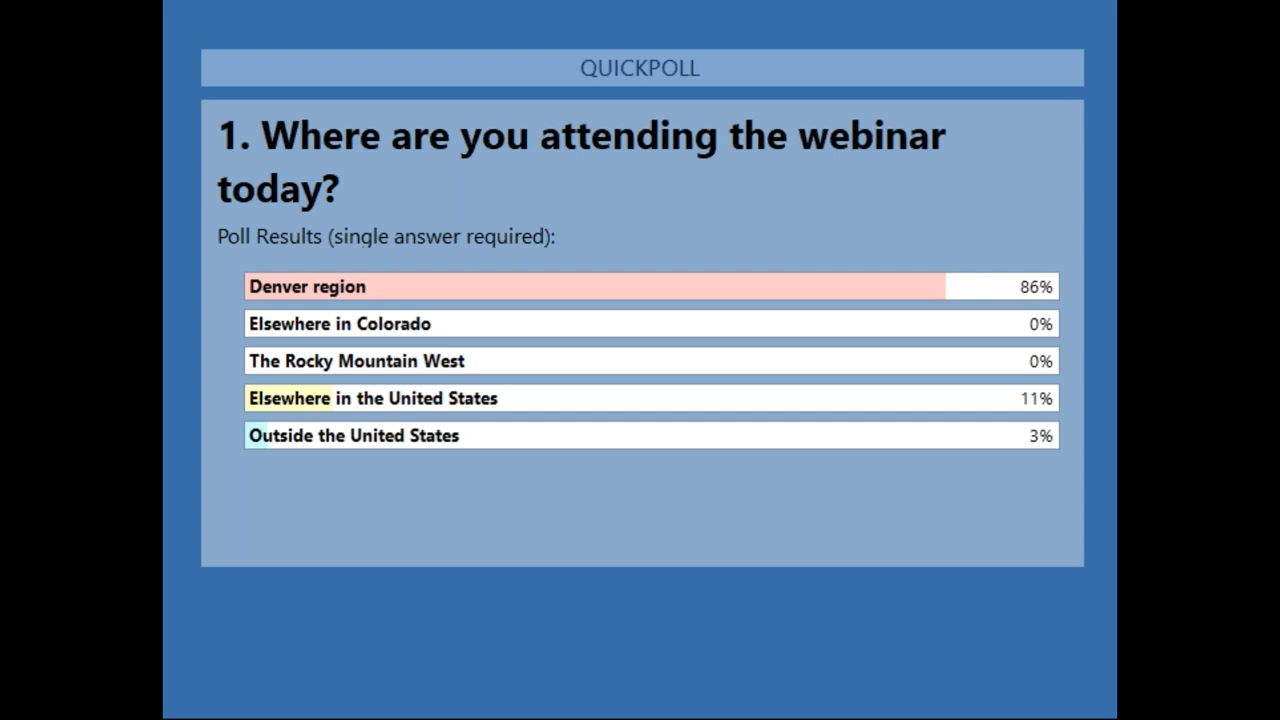 QUICKPOLL
1. Where are you attending the webinar
today?
Poll Results (single answer required):
Denver region 86%
Elsewhere in Colorado 0%
The Rocky Mountain West 0%
Elsewhere in the United States 11%
Outside the United States 3%